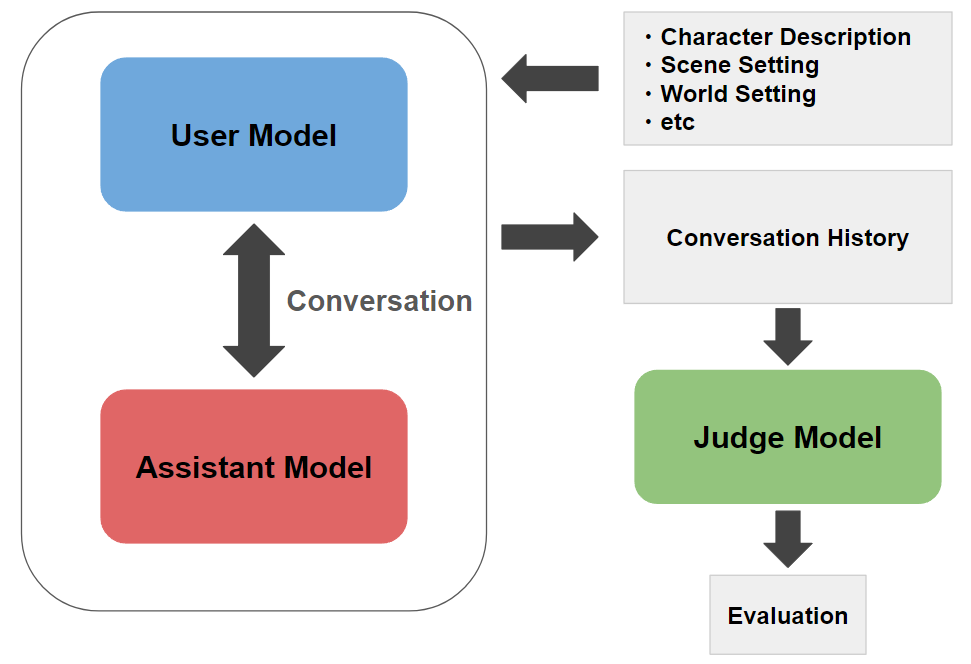 User Model
Conversation
Assistant Model
・Character Description
・Scene Setting
・World Setting
・etc
Conversation History
Judge Model
Evaluation